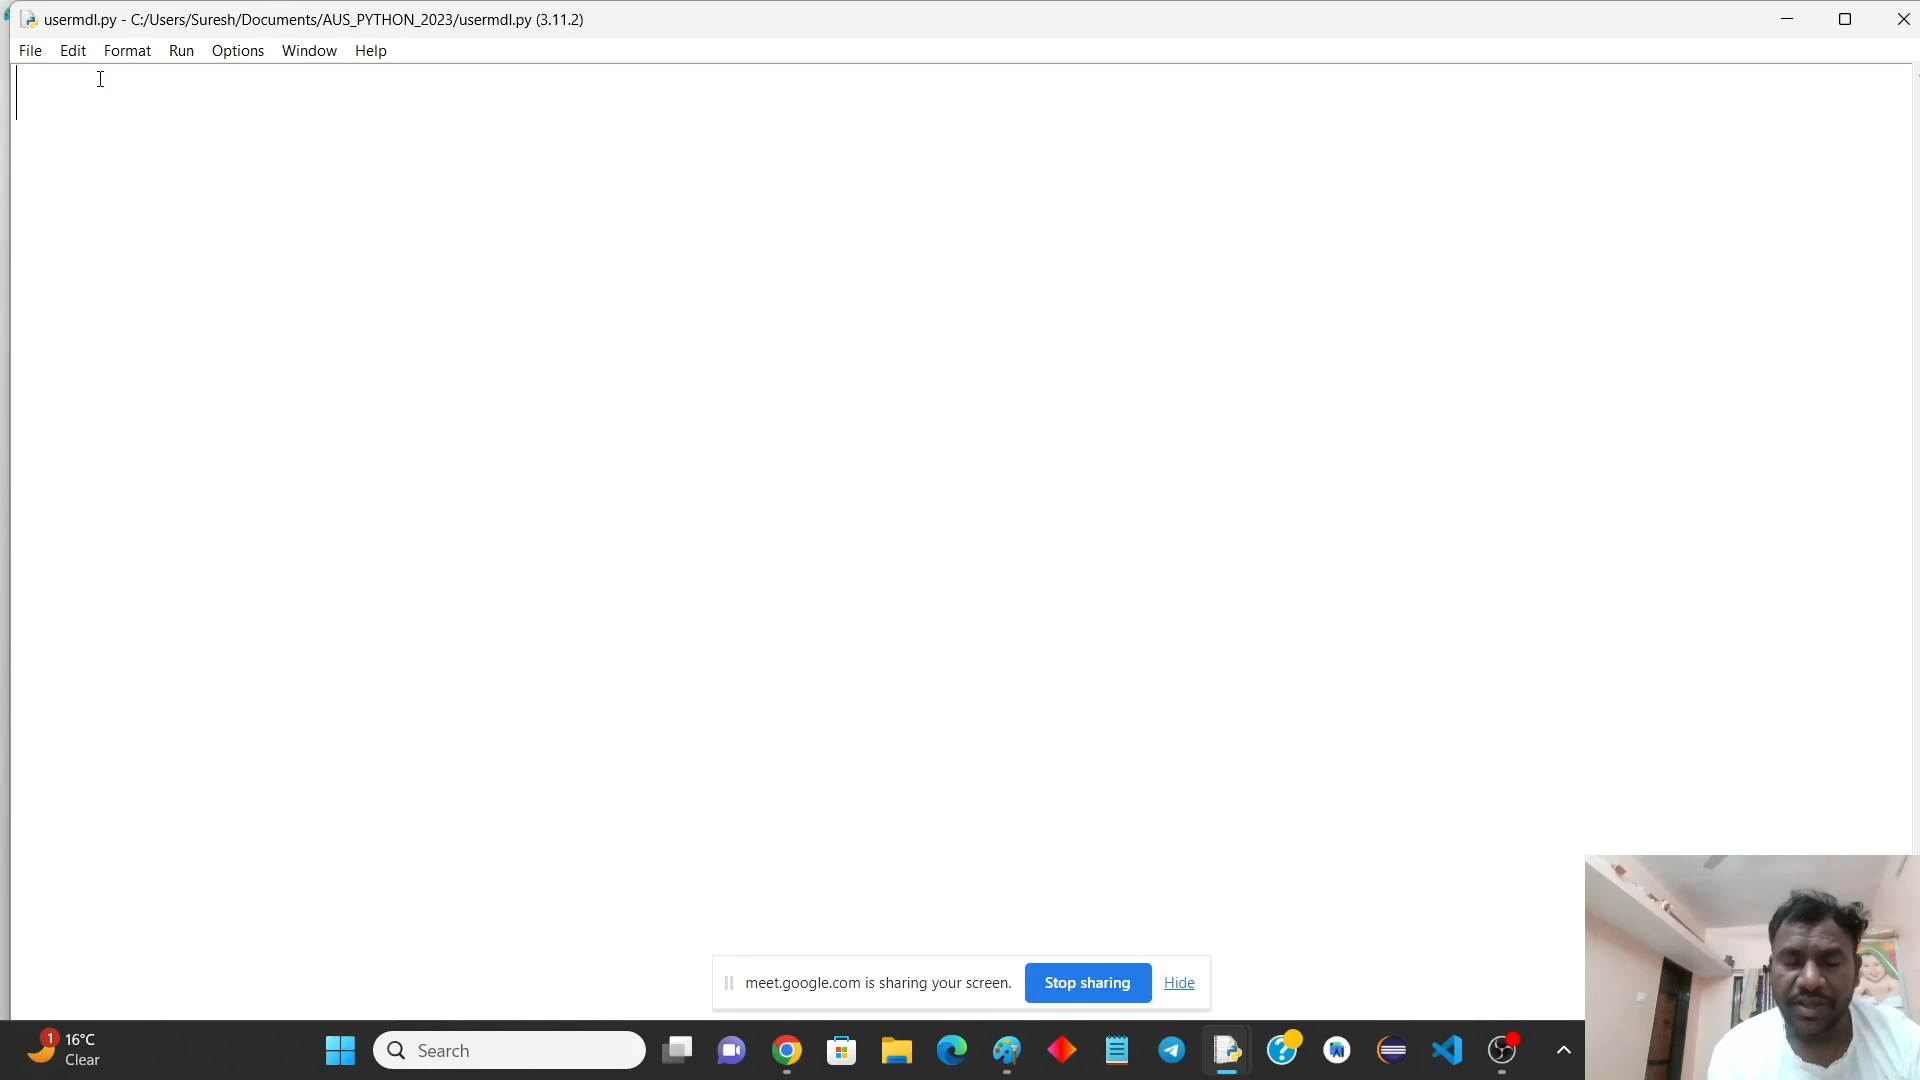 usermdl.py - C:/Users/Suresh/Documents/AUS_PYTHON_2023/usermdl.py (3.11.2)
File Edit Format Run Options Window Help
meet.google.com is sharing your screen. Stop sharing Hide
1 16°C
Clear
Search